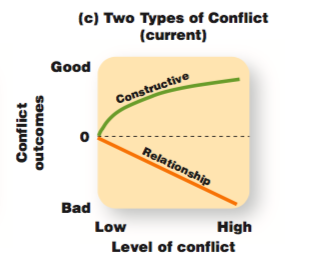 (c) Two Types of Conflict
(current)
Good
Constructive
Conflict
outcomes
0
Relationship
Bad
Low
High
Level of conflict